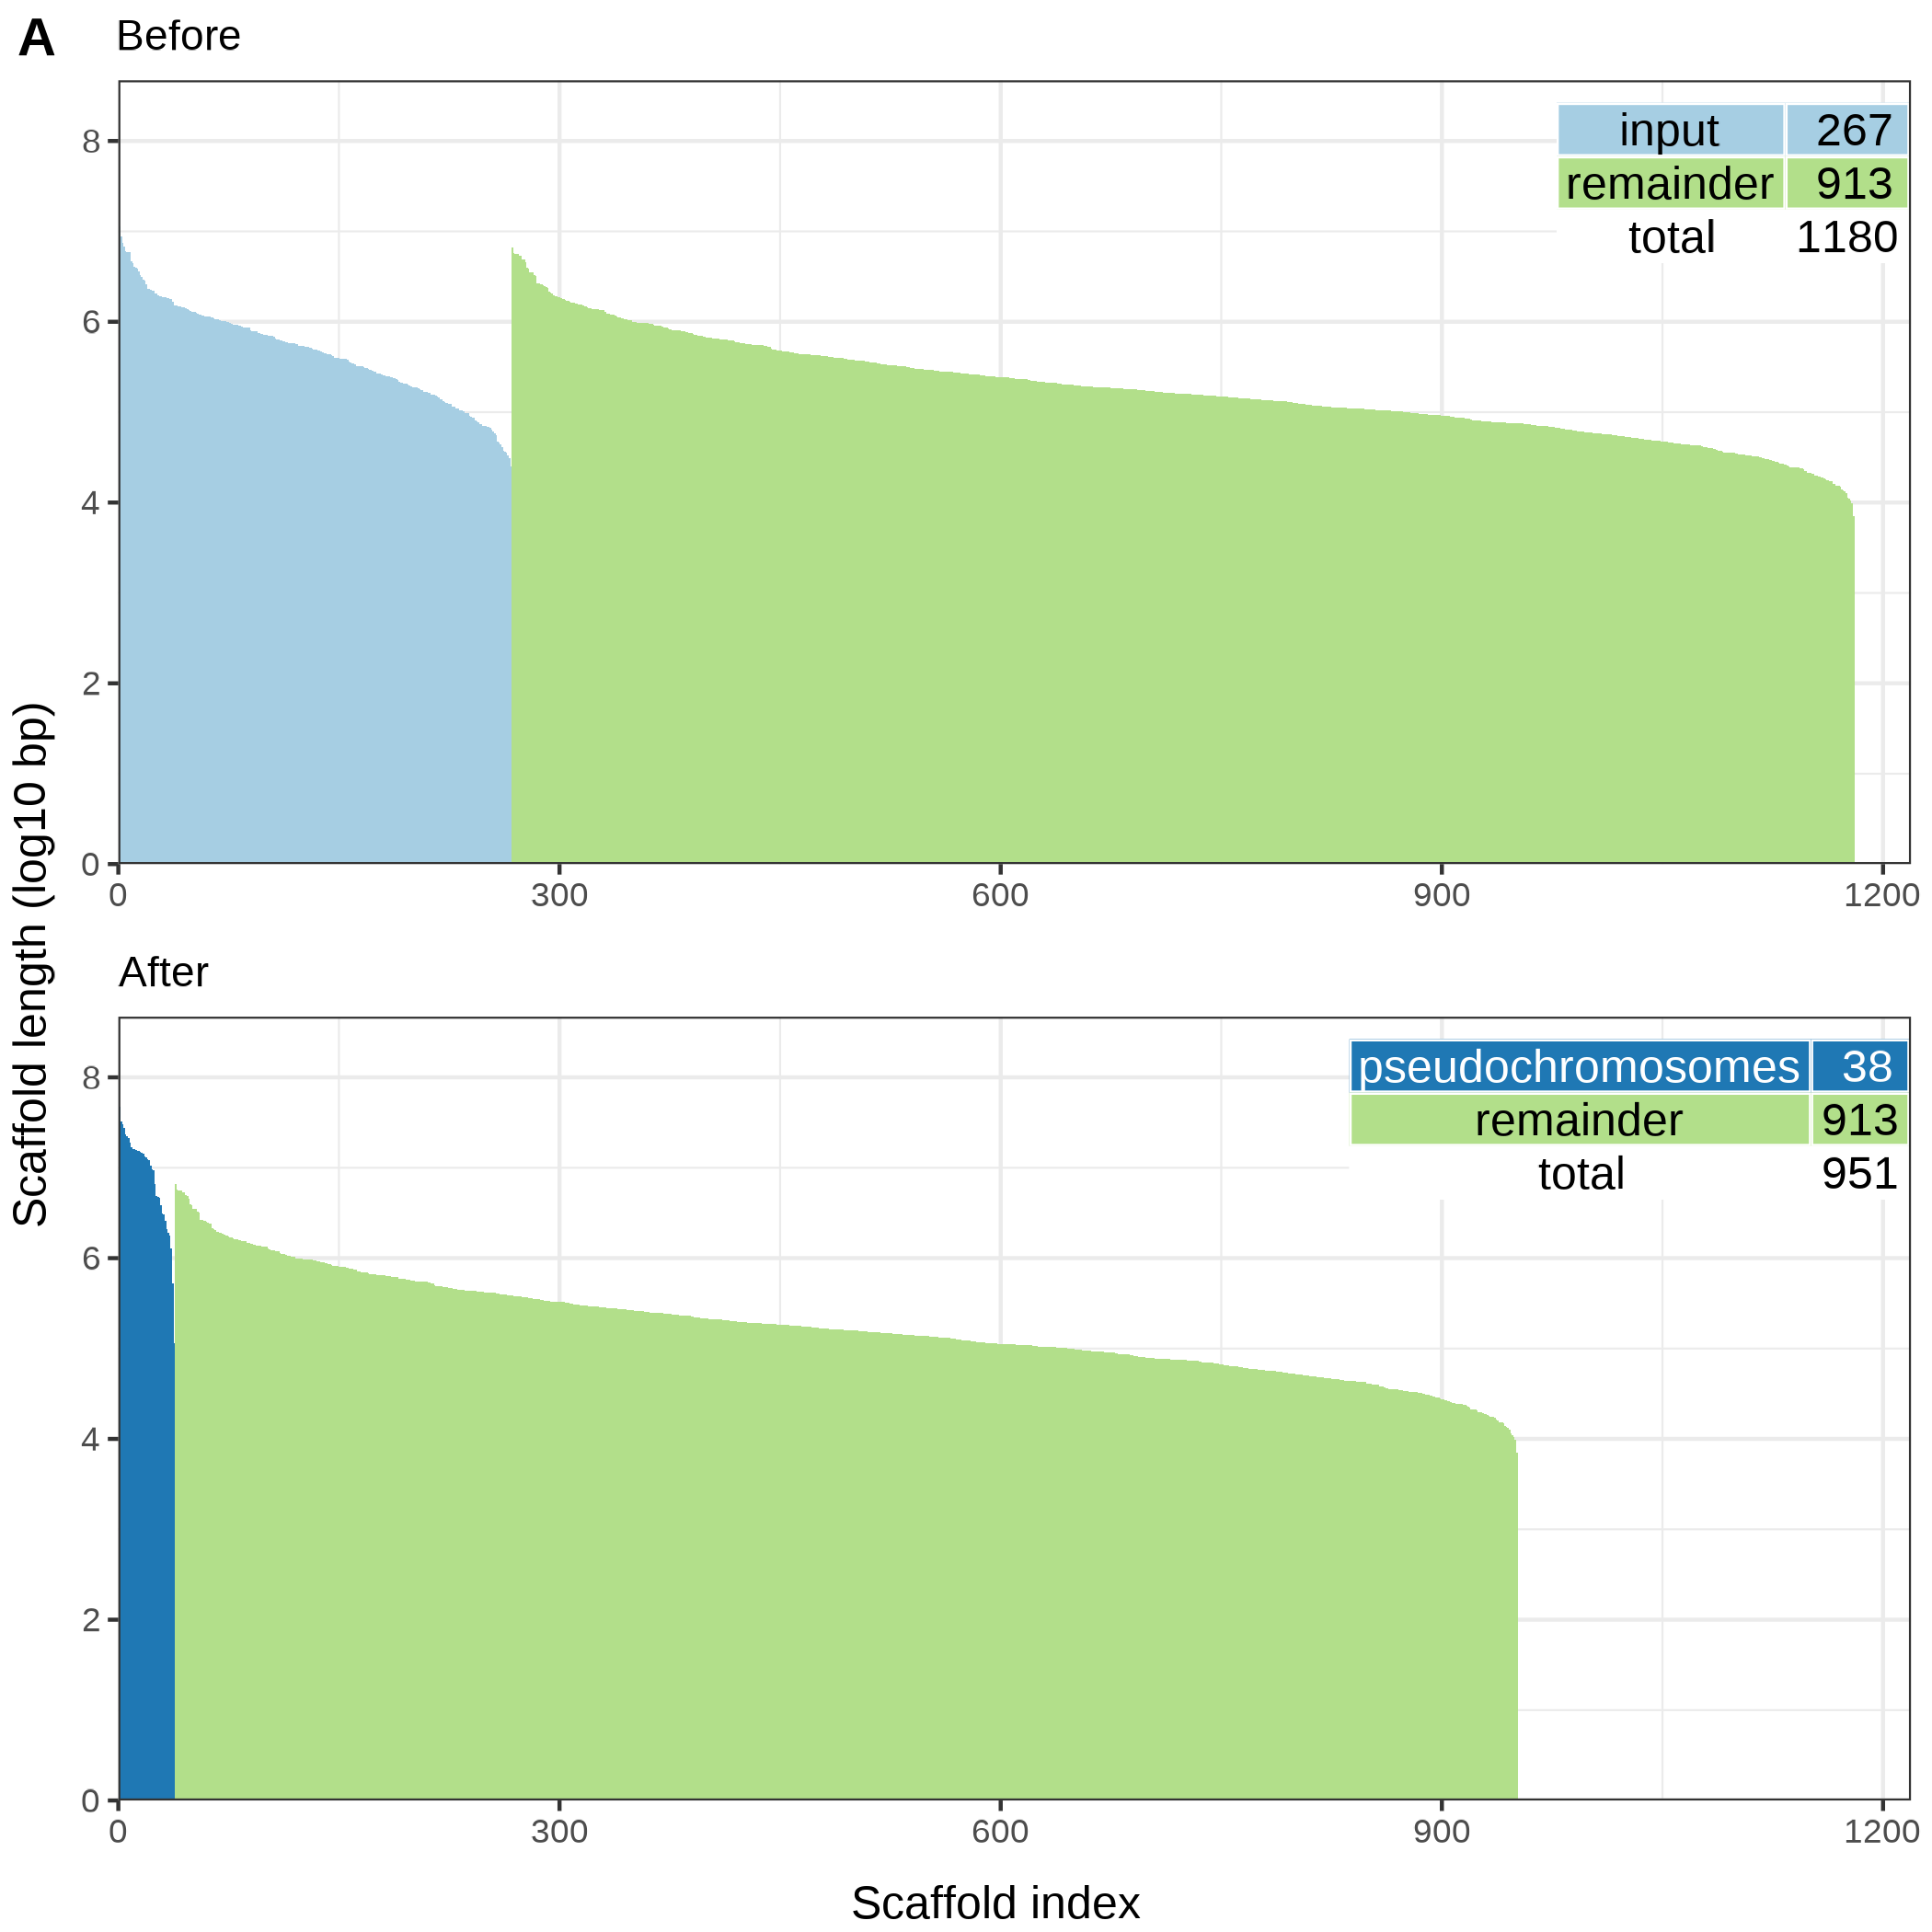 A Before
8
6
4
2
0
0 300 600 900 1200
input 267
remainder 913
total 1180
Scaffold length (log10 bp)
After
8
6
4
2
0
0 300 600 900 1200
pseudochromosomes 38
remainder 913
total 951
Scaffold index